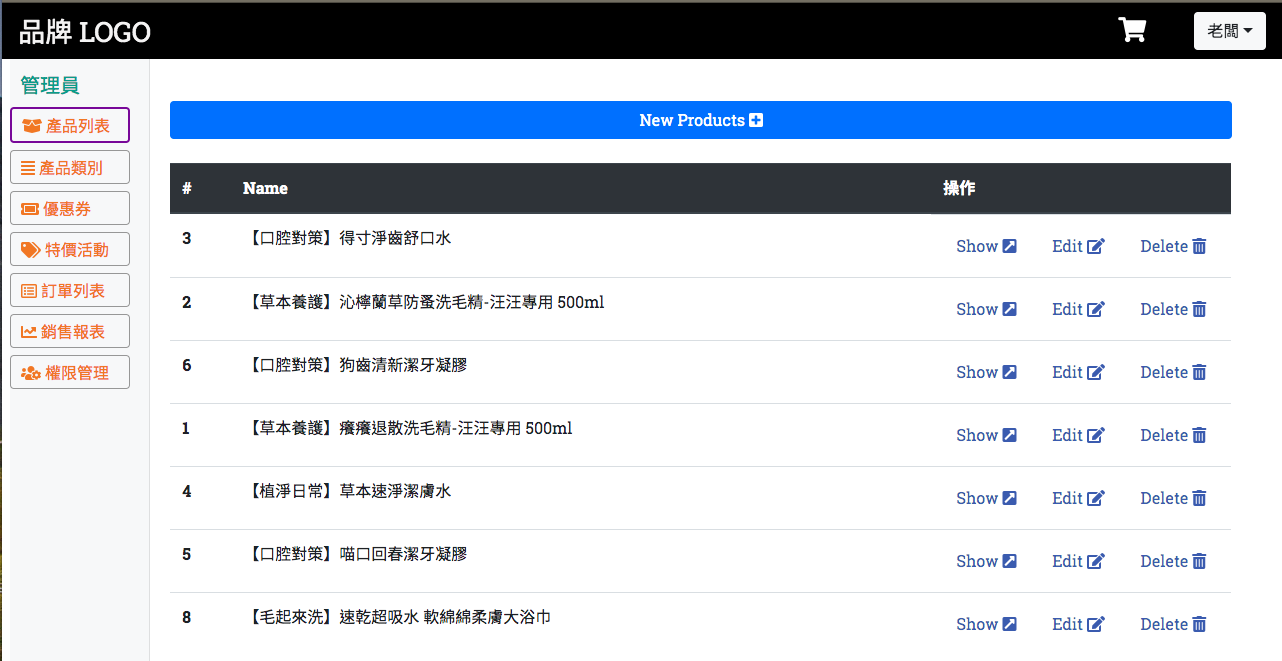 品牌 LOGO
老闆
管理員
產品列表
產品類別
優惠券
特價活動
訂單列表
銷售報表
權限管理
New Products
# Name 操作
3 【口腔對策】得寸淨齒舒口水 Show Edit Delete
2 【草本養護】沁檸蘭草防蚤洗毛精-汪汪專用 500ml Show Edit Delete
6 【口腔對策】狗齒清新潔牙凝膠 Show Edit Delete
1 【草本養護】癢癢退散洗毛精-汪汪專用 500ml Show Edit Delete
4 【植淨日常】草本速淨潔膚水 Show Edit Delete
5 【口腔對策】喵口回春潔牙凝膠 Show Edit Delete
8 【毛起來洗】速乾超吸水 軟綿綿柔膚大浴巾 Show Edit Delete